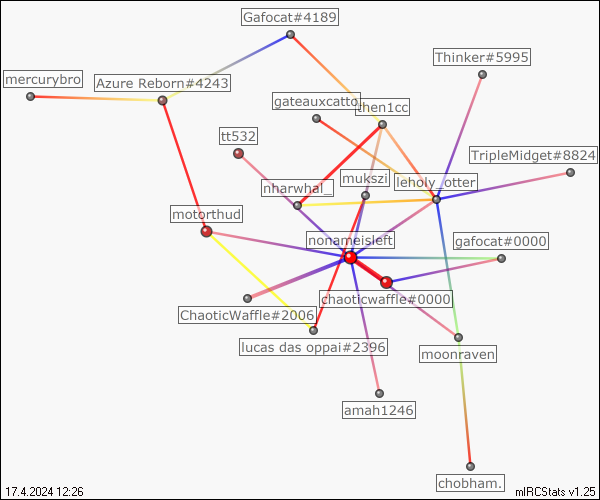 Gafocat#4189
Thinker#5995
mercurybro
Azure Reborn#4243
gateauxcatto
then1cc
tt532
TripleMidget#8824
mukszi
leholy_otter
nharwhal_
motorthud
nonameisleft
gafocat#0000
chaoticwaffle#0000
ChaoticWaffle#2006
lucas das oppai#2396
moonraven
amah1246
chobham.
17.4.2024 12:26
mIRCStats v1.25